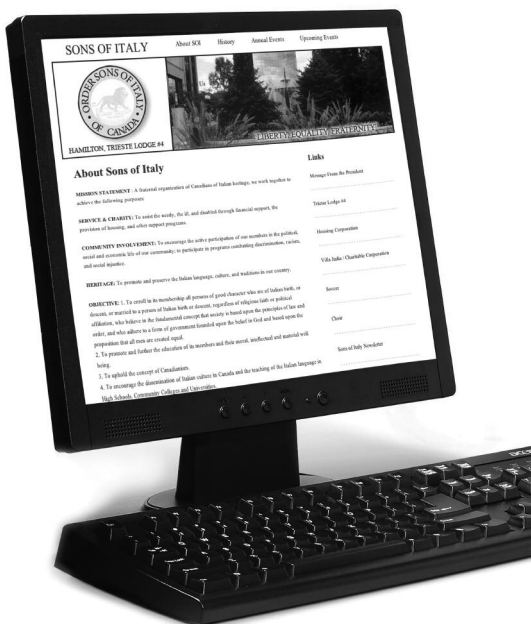 SONS OF ITALY
About SOI History Annual Events Upcoming Events
ORDER SONS OF ITALY
OF CANADA
HAMILTON, TRIESTE LODGE #4
Us
LIBERTY, EQUALITY, FRATERNITY
About Sons of Italy
MISSION STATEMENT : A fraternal organization of Canadians of Italian heritage, we work together to
achieve the following purposes
SERVICE & CHARITY: To assist the needy, the ill, and disabled through financial support, the
provision of housing, and other support programs.
COMMUNITY INVOLVEMENT: To encourage the active participation of our members in the political,
social and economic life of our community; to participate in programs combatting discrimination, racism,
and social injustice.
HERITAGE: To promote and preserve the Italian language, culture, and traditions in our country.
OBJECTIVE: 1. To enroll in its membership all persons of good character who are of Italian birth, or
descent, or married to a person of Italian birth or descent, regardless of religious faith or political
affiliation, who believe in the fundamental concept that society is based upon the principles of law and
order, and who adhere to a form of government founded upon the belief in God and based upon the
proposition that all men are created equal.
2. To promote and further the education of its members and their moral, intellectual and material well
being.
3. To uphold the concept of Canadianism.
4. To encourage the dissemination of Italian culture in Canada and the teaching of the Italian language in
High Schools, Community Colleges and Universities.
Links
Message From the President
Trieste Lodge #4
Housing Corporation
Villa Italia / Charitable Corporation
Soccer
Choir
Sons of Italy Newsletter